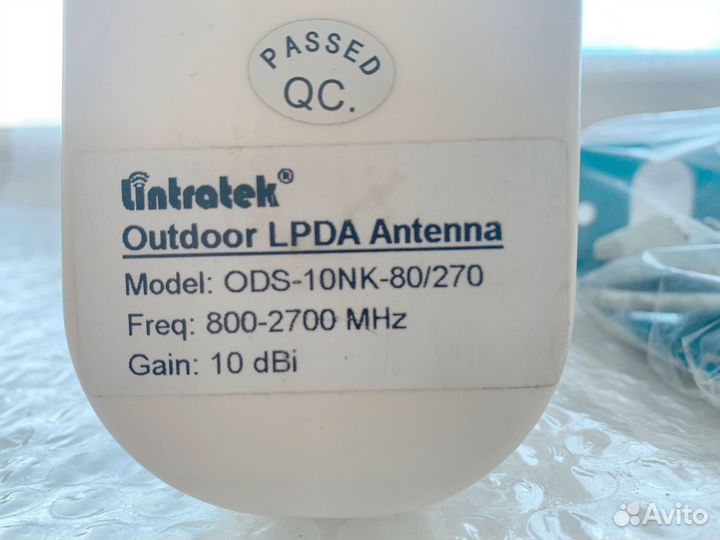 PASSED
QC.
Lintratek®
Outdoor LPDA Antenna
Model: ODS-10NK-80/270
Freq: 800-2700 MHz
Gain: 10 dBi
Avito